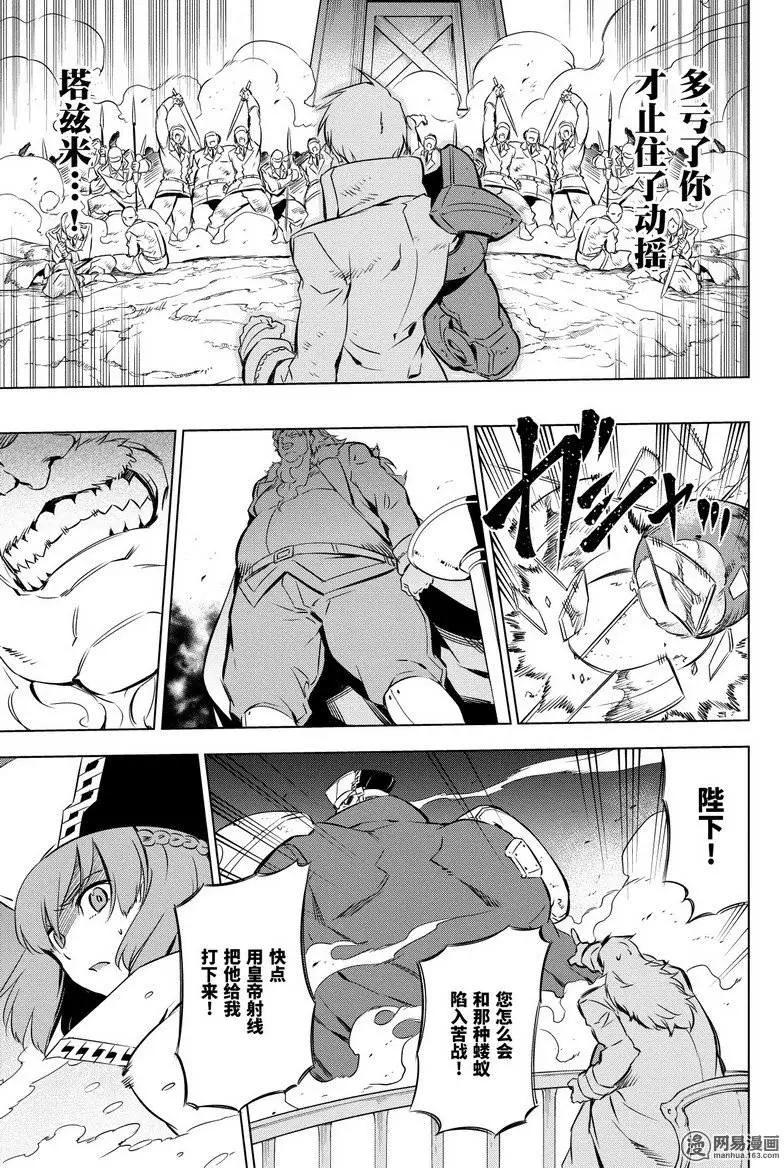 多亏了你
才止住了动摇
塔兹米…！
ガシャッ…
陛下！
您怎么会
和那种蝼蚁
陷入苦战！
快点
用皇帝射线
把他给我
打下来！
漫 网易漫画
manhua.163.com